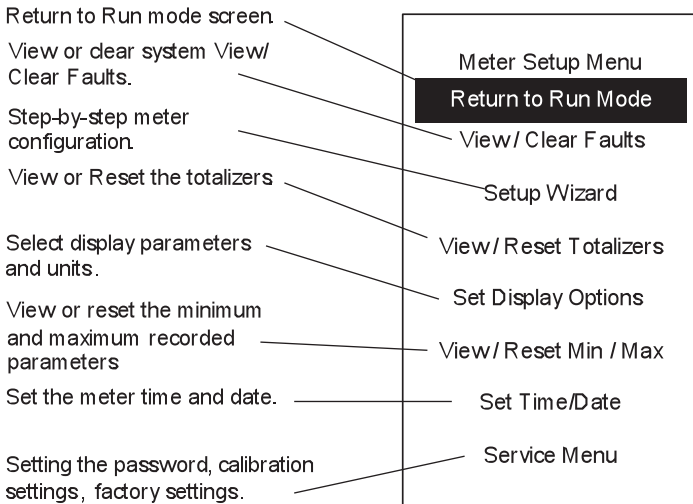 Return to Run mode screen.
View or clear system View/
Clear Faults.
Step-by-step meter
configuration.
View or Reset the totalizers.
Select display parameters
and units.
View or reset the minimum
and maximum recorded
parameters
Set the meter time and date.
Setting the password, calibration
settings, factory settings.
Meter Setup Menu
Return to Run Mode
View / Clear Faults
Setup Wizard
View / Reset Totalizers
Set Display Options
View / Reset Min / Max
Set Time/Date
Service Menu